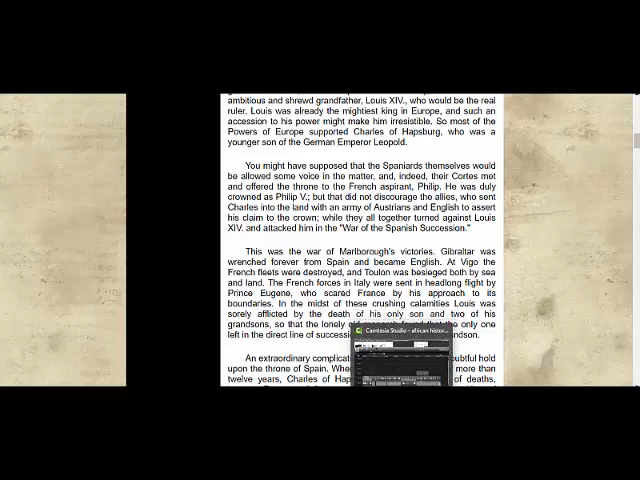 ambitious and shrewd grandfather, Louis XIV., who would be the real
ruler. Louis was already the mightiest king in Europe, and such an
accession to his power might make him irresistible. So most of the
Powers of Europe supported Charles of Hapsburg, who was a
younger son of the German Emperor Leopold.
You might have supposed that the Spaniards themselves would
be allowed some voice in the matter, and, indeed, their Cortes met
and offered the throne to the French aspirant, Philip. He was duly
crowned as Philip V.; but that did not discourage the allies, who sent
Charles into the land with an army of Austrians and English to assert
his claim to the crown; while they all together turned against Louis
XIV. and attacked him in the "War of the Spanish Succession."
This was the war of Marlborough's victories. Gibraltar was
wrenched forever from Spain and became English. At Vigo the
French fleets were destroyed, and Toulon was besieged both by sea
and land. The French forces in Italy were sent in headlong flight by
Prince Eugene, who scared France by his approach to its
boundaries. In the midst of these crushing calamities Louis was
sorely afflicted by the death of his only son and two of his
grandsons, so that the lonely the only one
left in the direct line of
Camtasia Studio - african histor...
An extraordinary hold
upon the throne of Spain. more than
twelve years, Charles of of deaths,